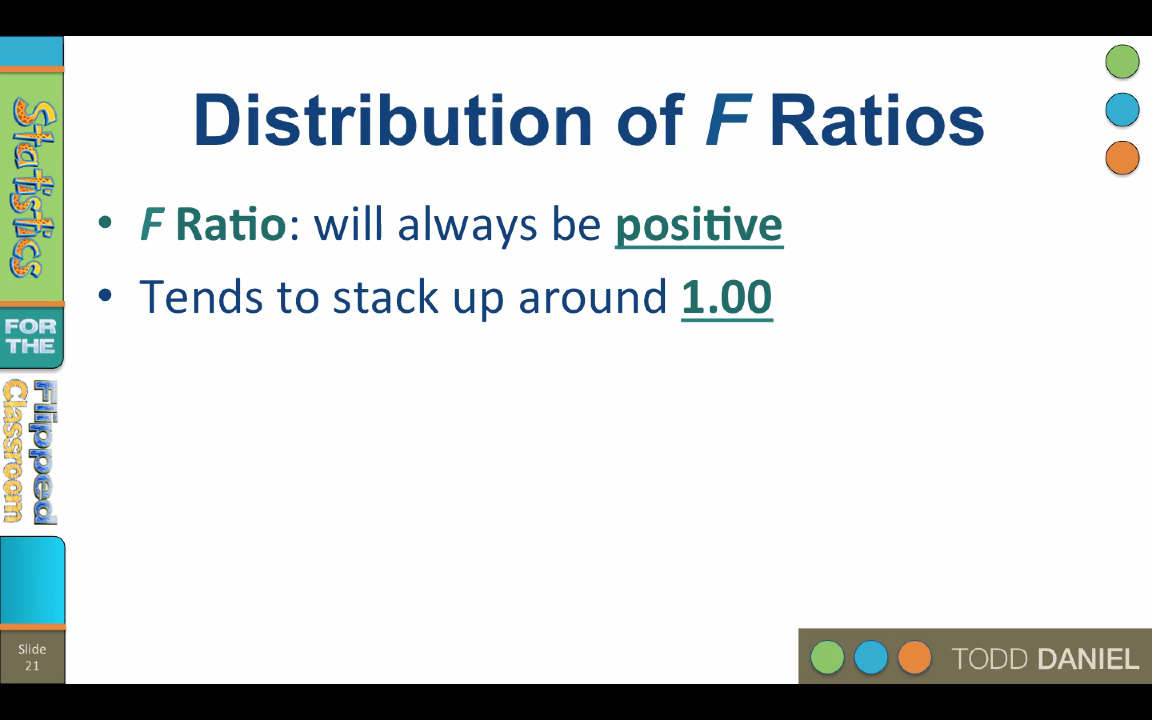 Distribution of F Ratios
• F Ratio: will always be positive
• Tends to stack up around 1.00
Statistics
FOR
THE
Flipped
Classroom
Slide
21
TODD DANIEL